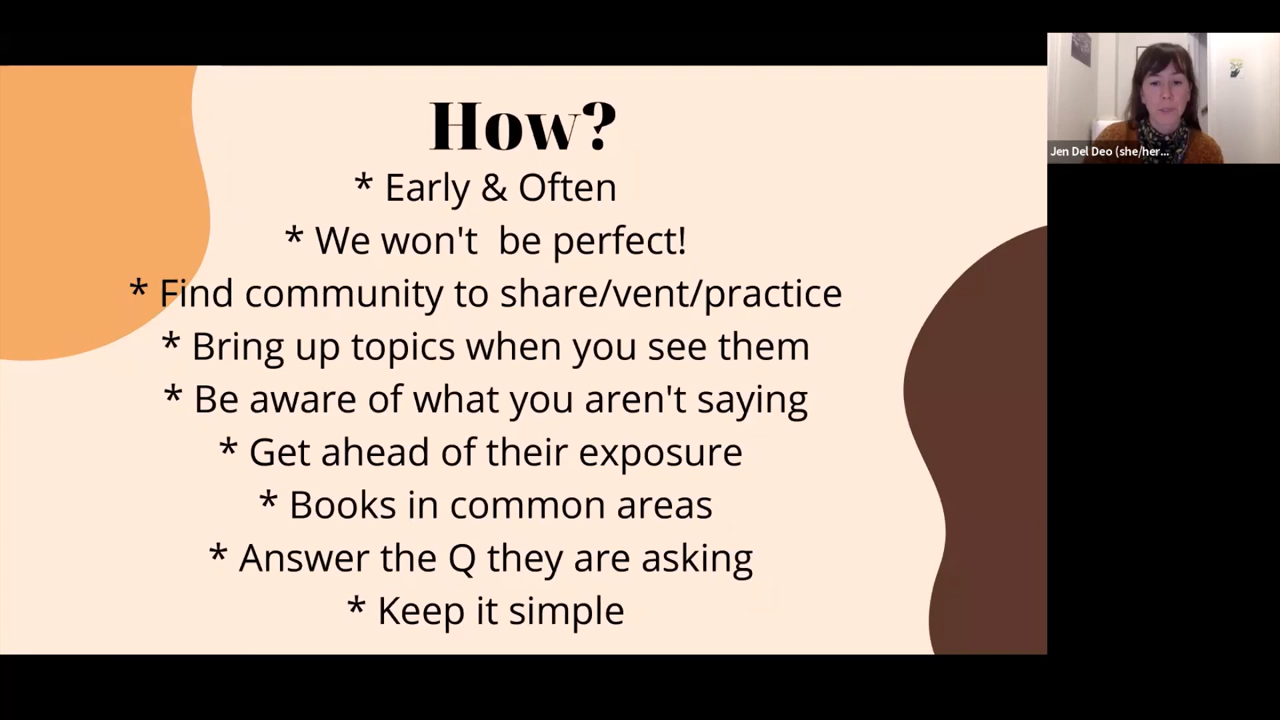 How?
* Early & Often
* We won't  be perfect!
* Find community to share/vent/practice
* Bring up topics when you see them
* Be aware of what you aren't saying
* Get ahead of their exposure
* Books in common areas
* Answer the Q they are asking
* Keep it simple
Jen Del Deo (she/her...